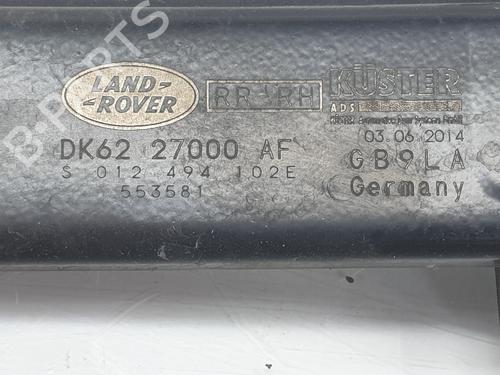 LAND-
-ROVER
RR-RH
KÜSTER
ADS
03.06.2014
DK62 27000 AF
GB9LA
S 012 494 102E
Germany
553581
B-PARTS